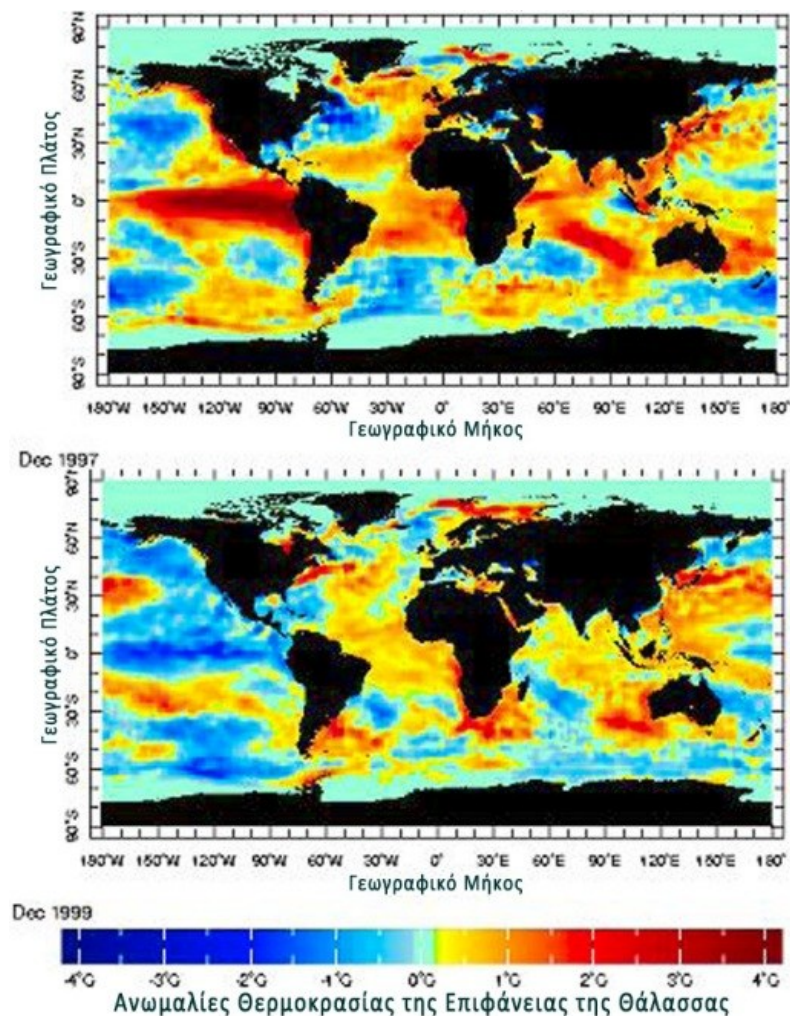 90°N
60°N
30°N
0°
30°S
60°S
90°S
Γεωγραφικό Πλάτος
180°W 150°W 120°W 90°W 60°W 30°W 0° 30°E 60°E 90°E 120°E 150°E 180°
Γεωγραφικό Μήκος
Dec 1997
90°N
60°N
30°N
0°
30°S
60°S
90°S
Γεωγραφικό Πλάτος
180°W 150°W 120°W 90°W 60°W 30°W 0° 30°E 60°E 90°E 120°E 150°E 180°
Γεωγραφικό Μήκος
Dec 1999
-4°C -3°C -2°C -1°C 0°C 1°C 2°C 3°C 4°C
Ανωμαλίες Θερμοκρασίας της Επιφάνειας της Θάλασσας